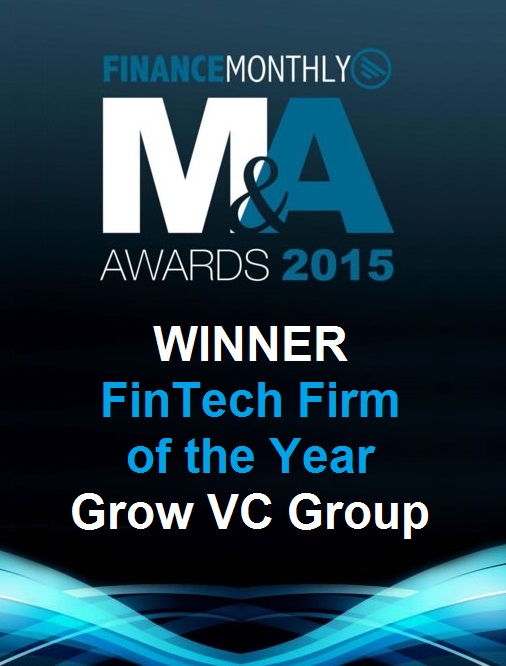 FINANCEMONTHLY
M&A
AWARDS 2015
WINNER
FinTech Firm
of the Year
Grow VC Group